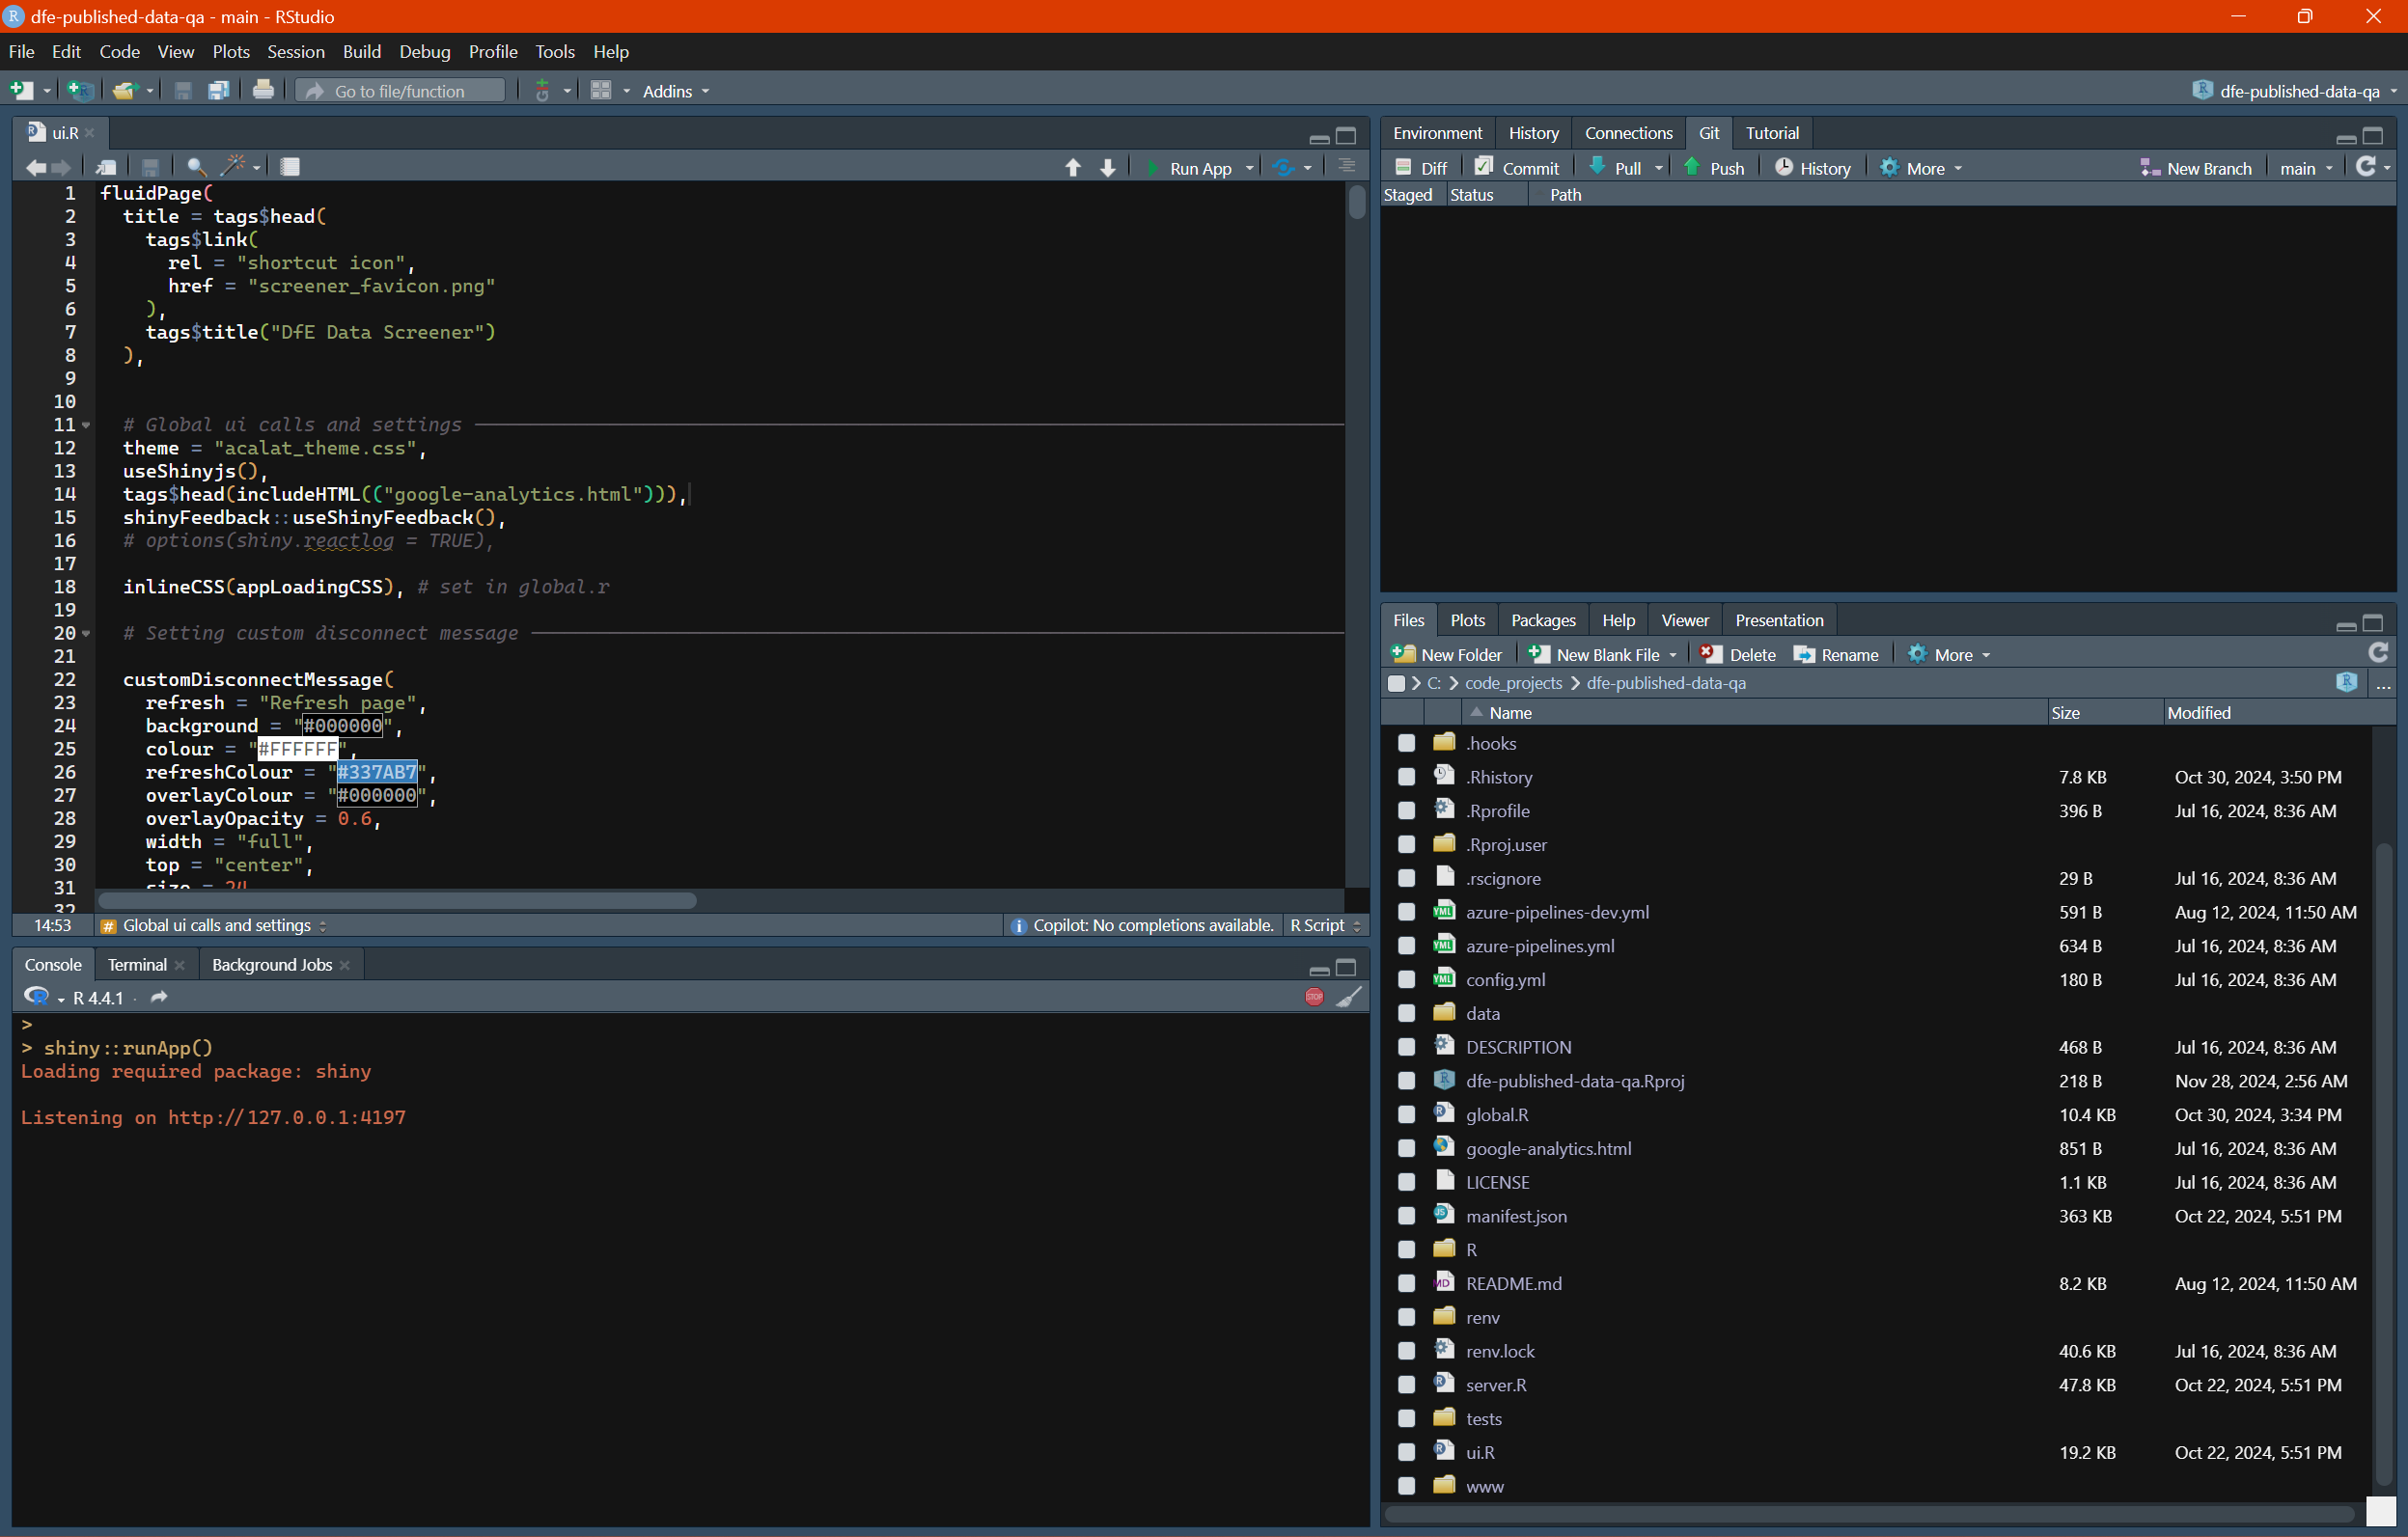 dfe-published-data-qa - main - RStudio
File Edit Code View Plots Session Build Debug Profile Tools Help
Go to file/function Addins dfe-published-data-qa
ui.R
Run App
1 fluidPage(
2 title = tags$head(
3 tags$link(
4 rel = "shortcut icon",
5 href = "screener_favicon.png"
6 ),
7 tags$title("DfE Data Screener")
8 ),
9
10
11 # Global ui calls and settings
12 theme = "acalat_theme.css",
13 useShinyjs(),
14 tags$head(includeHTML(("google-analytics.html"))),
15 shinyFeedback::useShinyFeedback(),
16 # options(shiny.reactlog = TRUE),
17
18 inlineCSS(appLoadingCSS), # set in global.r
19
20 # Setting custom disconnect message
21
22 customDisconnectMessage(
23 refresh = "Refresh page",
24 background = "#000000",
25 colour = "#FFFFFF",
26 refreshColour = "#337AB7",
27 overlayColour = "#000000",
28 overlayOpacity = 0.6,
29 width = "full",
30 top = "center",
31 size = 24
32
14:53 # Global ui calls and settings Copilot: No completions available. R Script
Console Terminal Background Jobs
R 4.4.1
STOP
>
> shiny::runApp()
Loading required package: shiny
Listening on http://127.0.0.1:4197
Environment History Connections Git Tutorial
Diff Commit Pull Push History More New Branch main
Staged Status Path
Files Plots Packages Help Viewer Presentation
New Folder New Blank File Delete Rename More
C: code_projects dfe-published-data-qa ...
Name Size Modified
.hooks
.Rhistory 7.8 KB Oct 30, 2024, 3:50 PM
.Rprofile 396 B Jul 16, 2024, 8:36 AM
.Rproj.user
.rscignore 29 B Jul 16, 2024, 8:36 AM
YML azure-pipelines-dev.yml 591 B Aug 12, 2024, 11:50 AM
YML azure-pipelines.yml 634 B Jul 16, 2024, 8:36 AM
YML config.yml 180 B Jul 16, 2024, 8:36 AM
data
DESCRIPTION 468 B Jul 16, 2024, 8:36 AM
dfe-published-data-qa.Rproj 218 B Nov 28, 2024, 2:56 AM
global.R 10.4 KB Oct 30, 2024, 3:34 PM
google-analytics.html 851 B Jul 16, 2024, 8:36 AM
LICENSE 1.1 KB Jul 16, 2024, 8:36 AM
manifest.json 363 KB Oct 22, 2024, 5:51 PM
R
MD README.md 8.2 KB Aug 12, 2024, 11:50 AM
renv
renv.lock 40.6 KB Jul 16, 2024, 8:36 AM
server.R 47.8 KB Oct 22, 2024, 5:51 PM
tests
ui.R 19.2 KB Oct 22, 2024, 5:51 PM
www